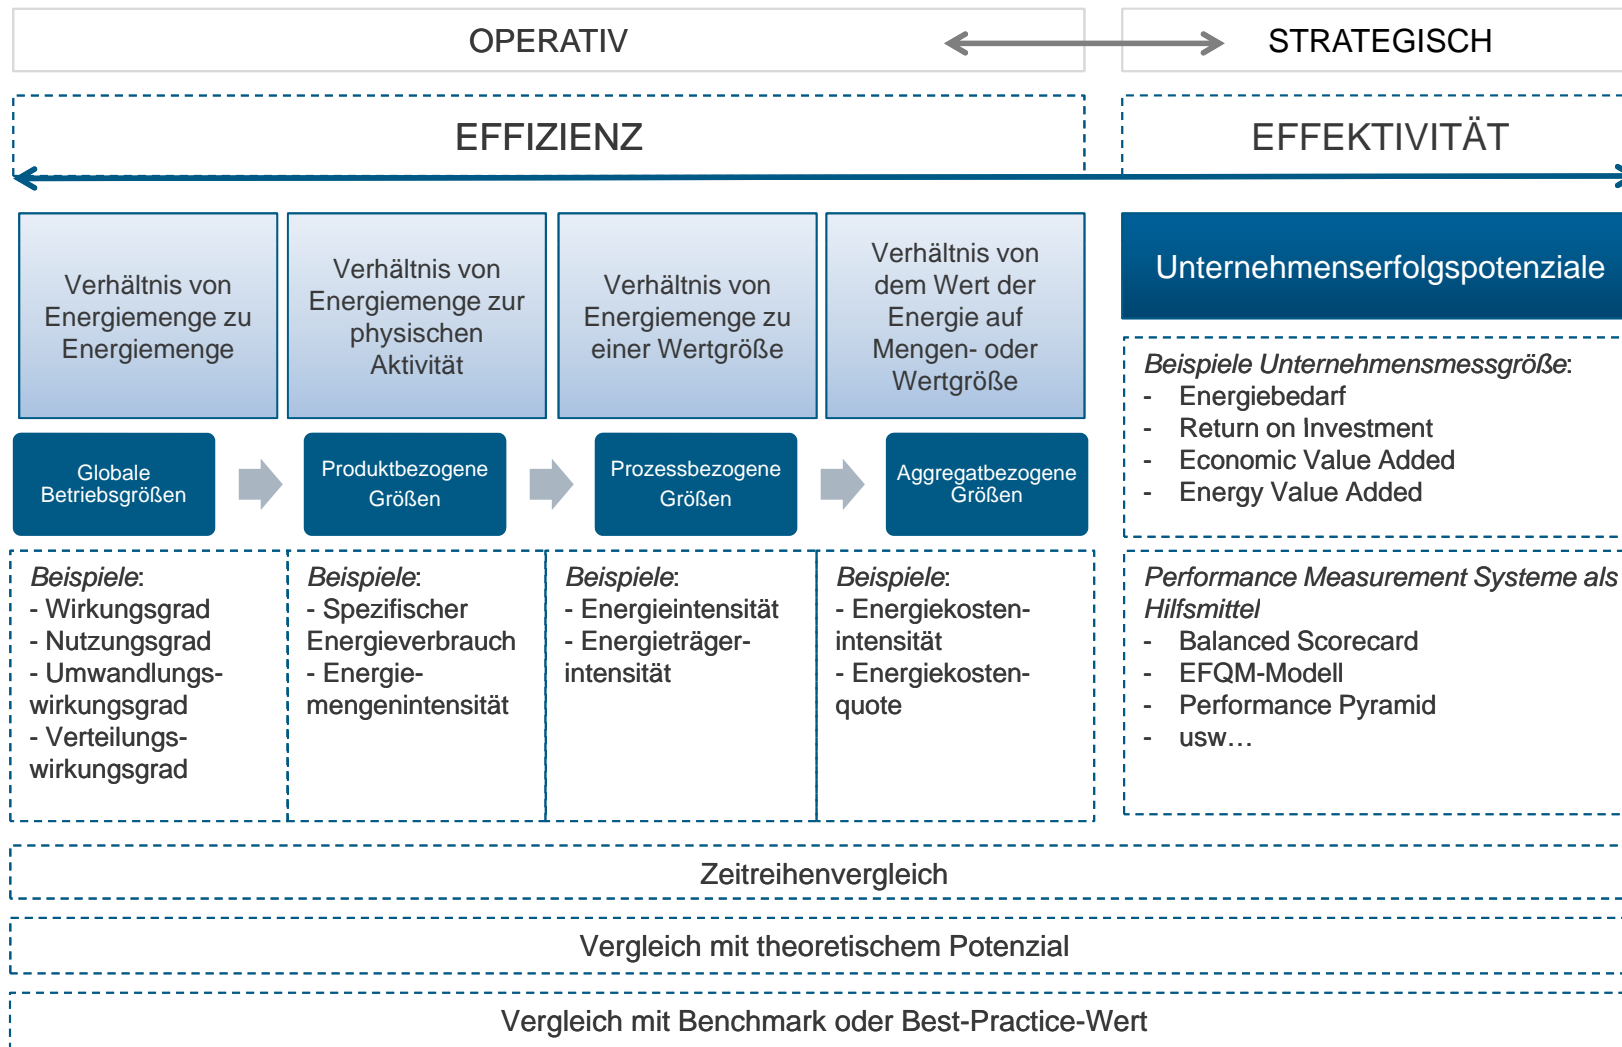 OPERATIV
STRATEGISCH
EFFIZIENZ
EFFEKTIVITÄT
Verhältnis von
Energiemenge zu
Energiemenge
Verhältnis von
Energiemenge zur
physischen
Aktivität
Verhältnis von
Energiemenge zu
einer Wertgröße
Verhältnis von
dem Wert der
Energie auf
Mengen- oder
Wertgröße
Unternehmenserfolgspotenziale
Globale
Betriebsgrößen
Produktbezogene
Größen
Prozessbezogene
Größen
Aggregatbezogene
Größen
Beispiele Unternehmensmessgröße:
- Energiebedarf
- Return on Investment
- Economic Value Added
- Energy Value Added
Beispiele:
- Wirkungsgrad
- Nutzungsgrad
- Umwandlungs-
wirkungsgrad
- Verteilungs-
wirkungsgrad
Beispiele:
- Spezifischer
Energieverbrauch
- Energie-
mengenintensität
Beispiele:
- Energieintensität
- Energieträger-
intensität
Beispiele:
- Energiekosten-
intensität
- Energiekosten-
quote
Performance Measurement Systeme als
Hilfsmittel
- Balanced Scorecard
- EFQM-Modell
- Performance Pyramid
- usw…
Zeitreihenvergleich
Vergleich mit theoretischem Potenzial
Vergleich mit Benchmark oder Best-Practice-Wert